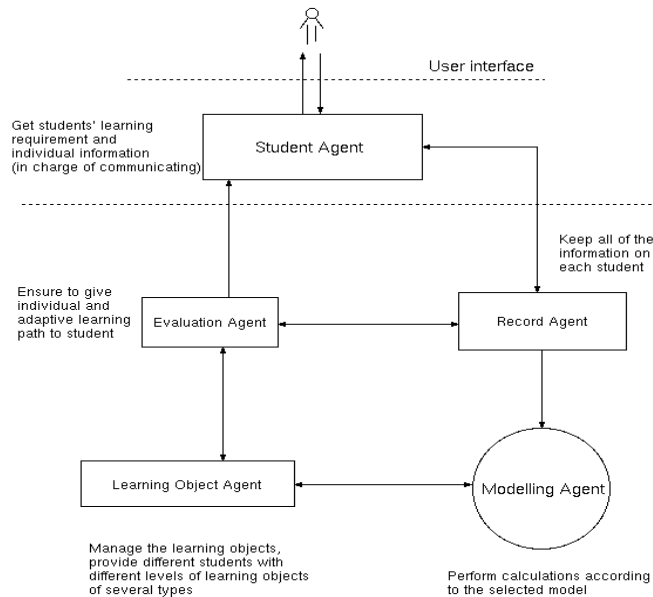 User interface
Get students' learning
requirement and
individual information
(in charge of communicating)
Student Agent
Keep all of the
information on
each student
Ensure to give
individual and
adaptive learning
path to student
Evaluation Agent
Record Agent
Learning Object Agent
Modelling Agent
Manage the learning objects,
provide different students with
different levels of learning objects
of several types
Perform calculations according
to the selected model